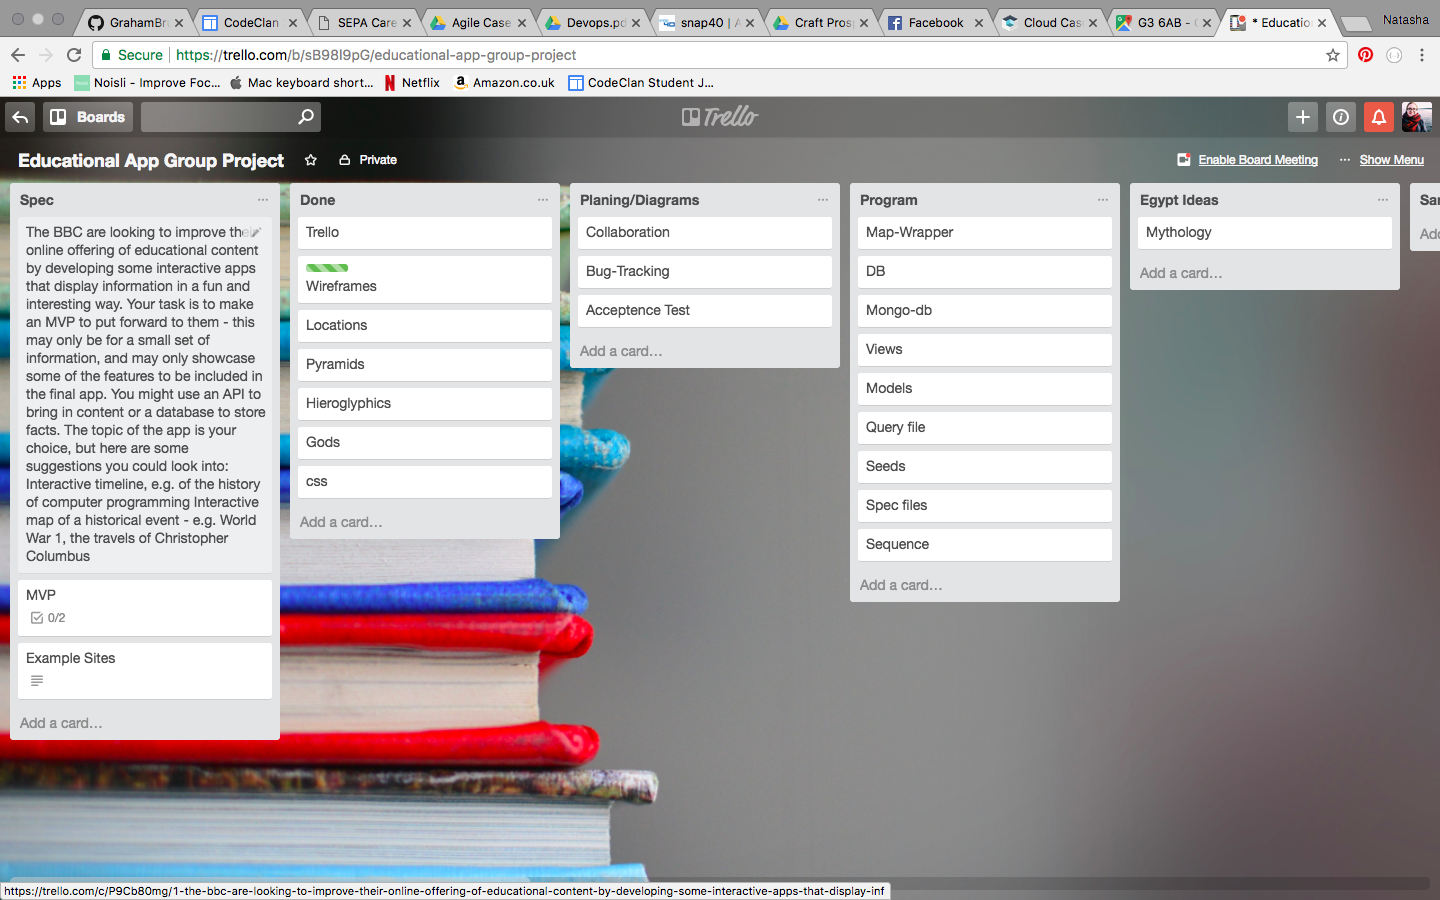 GrahamBr
CodeClan
SEPA Care
Agile Case
Devops.pd
snap40 | A
Craft Prosp
Facebook
Cloud Cas
G3 6AB - G
* Educatio
Natasha
Secure
https://trello.com/b/sB98I9pG/educational-app-group-project
Apps
Noisli - Improve Foc...
Mac keyboard short...
Netflix
Amazon.co.uk
CodeClan Student J...
Boards
Trello
Educational App Group Project
Private
Enable Board Meeting
... Show Menu
Spec
The BBC are looking to improve their
online offering of educational content
by developing some interactive apps
that display information in a fun and
interesting way. Your task is to make
an MVP to put forward to them - this
may only be for a small set of
information, and may only showcase
some of the features to be included in
the final app. You might use an API to
bring in content or a database to store
facts. The topic of the app is your
choice, but here are some
suggestions you could look into:
Interactive timeline, e.g. of the history
of computer programming Interactive
map of a historical event - e.g. World
War 1, the travels of Christopher
Columbus
MVP
0/2
Example Sites
Add a card...
Done
Trello
Wireframes
Locations
Pyramids
Hieroglyphics
Gods
css
Add a card...
Planing/Diagrams
Collaboration
Bug-Tracking
Acceptence Test
Add a card...
Program
Map-Wrapper
DB
Mongo-db
Views
Models
Query file
Seeds
Spec files
Sequence
Add a card...
Egypt Ideas
Mythology
Add a card...
Sar
Add
https://trello.com/c/P9Cb80mg/1-the-bbc-are-looking-to-improve-their-online-offering-of-educational-content-by-developing-some-interactive-apps-that-display-inf